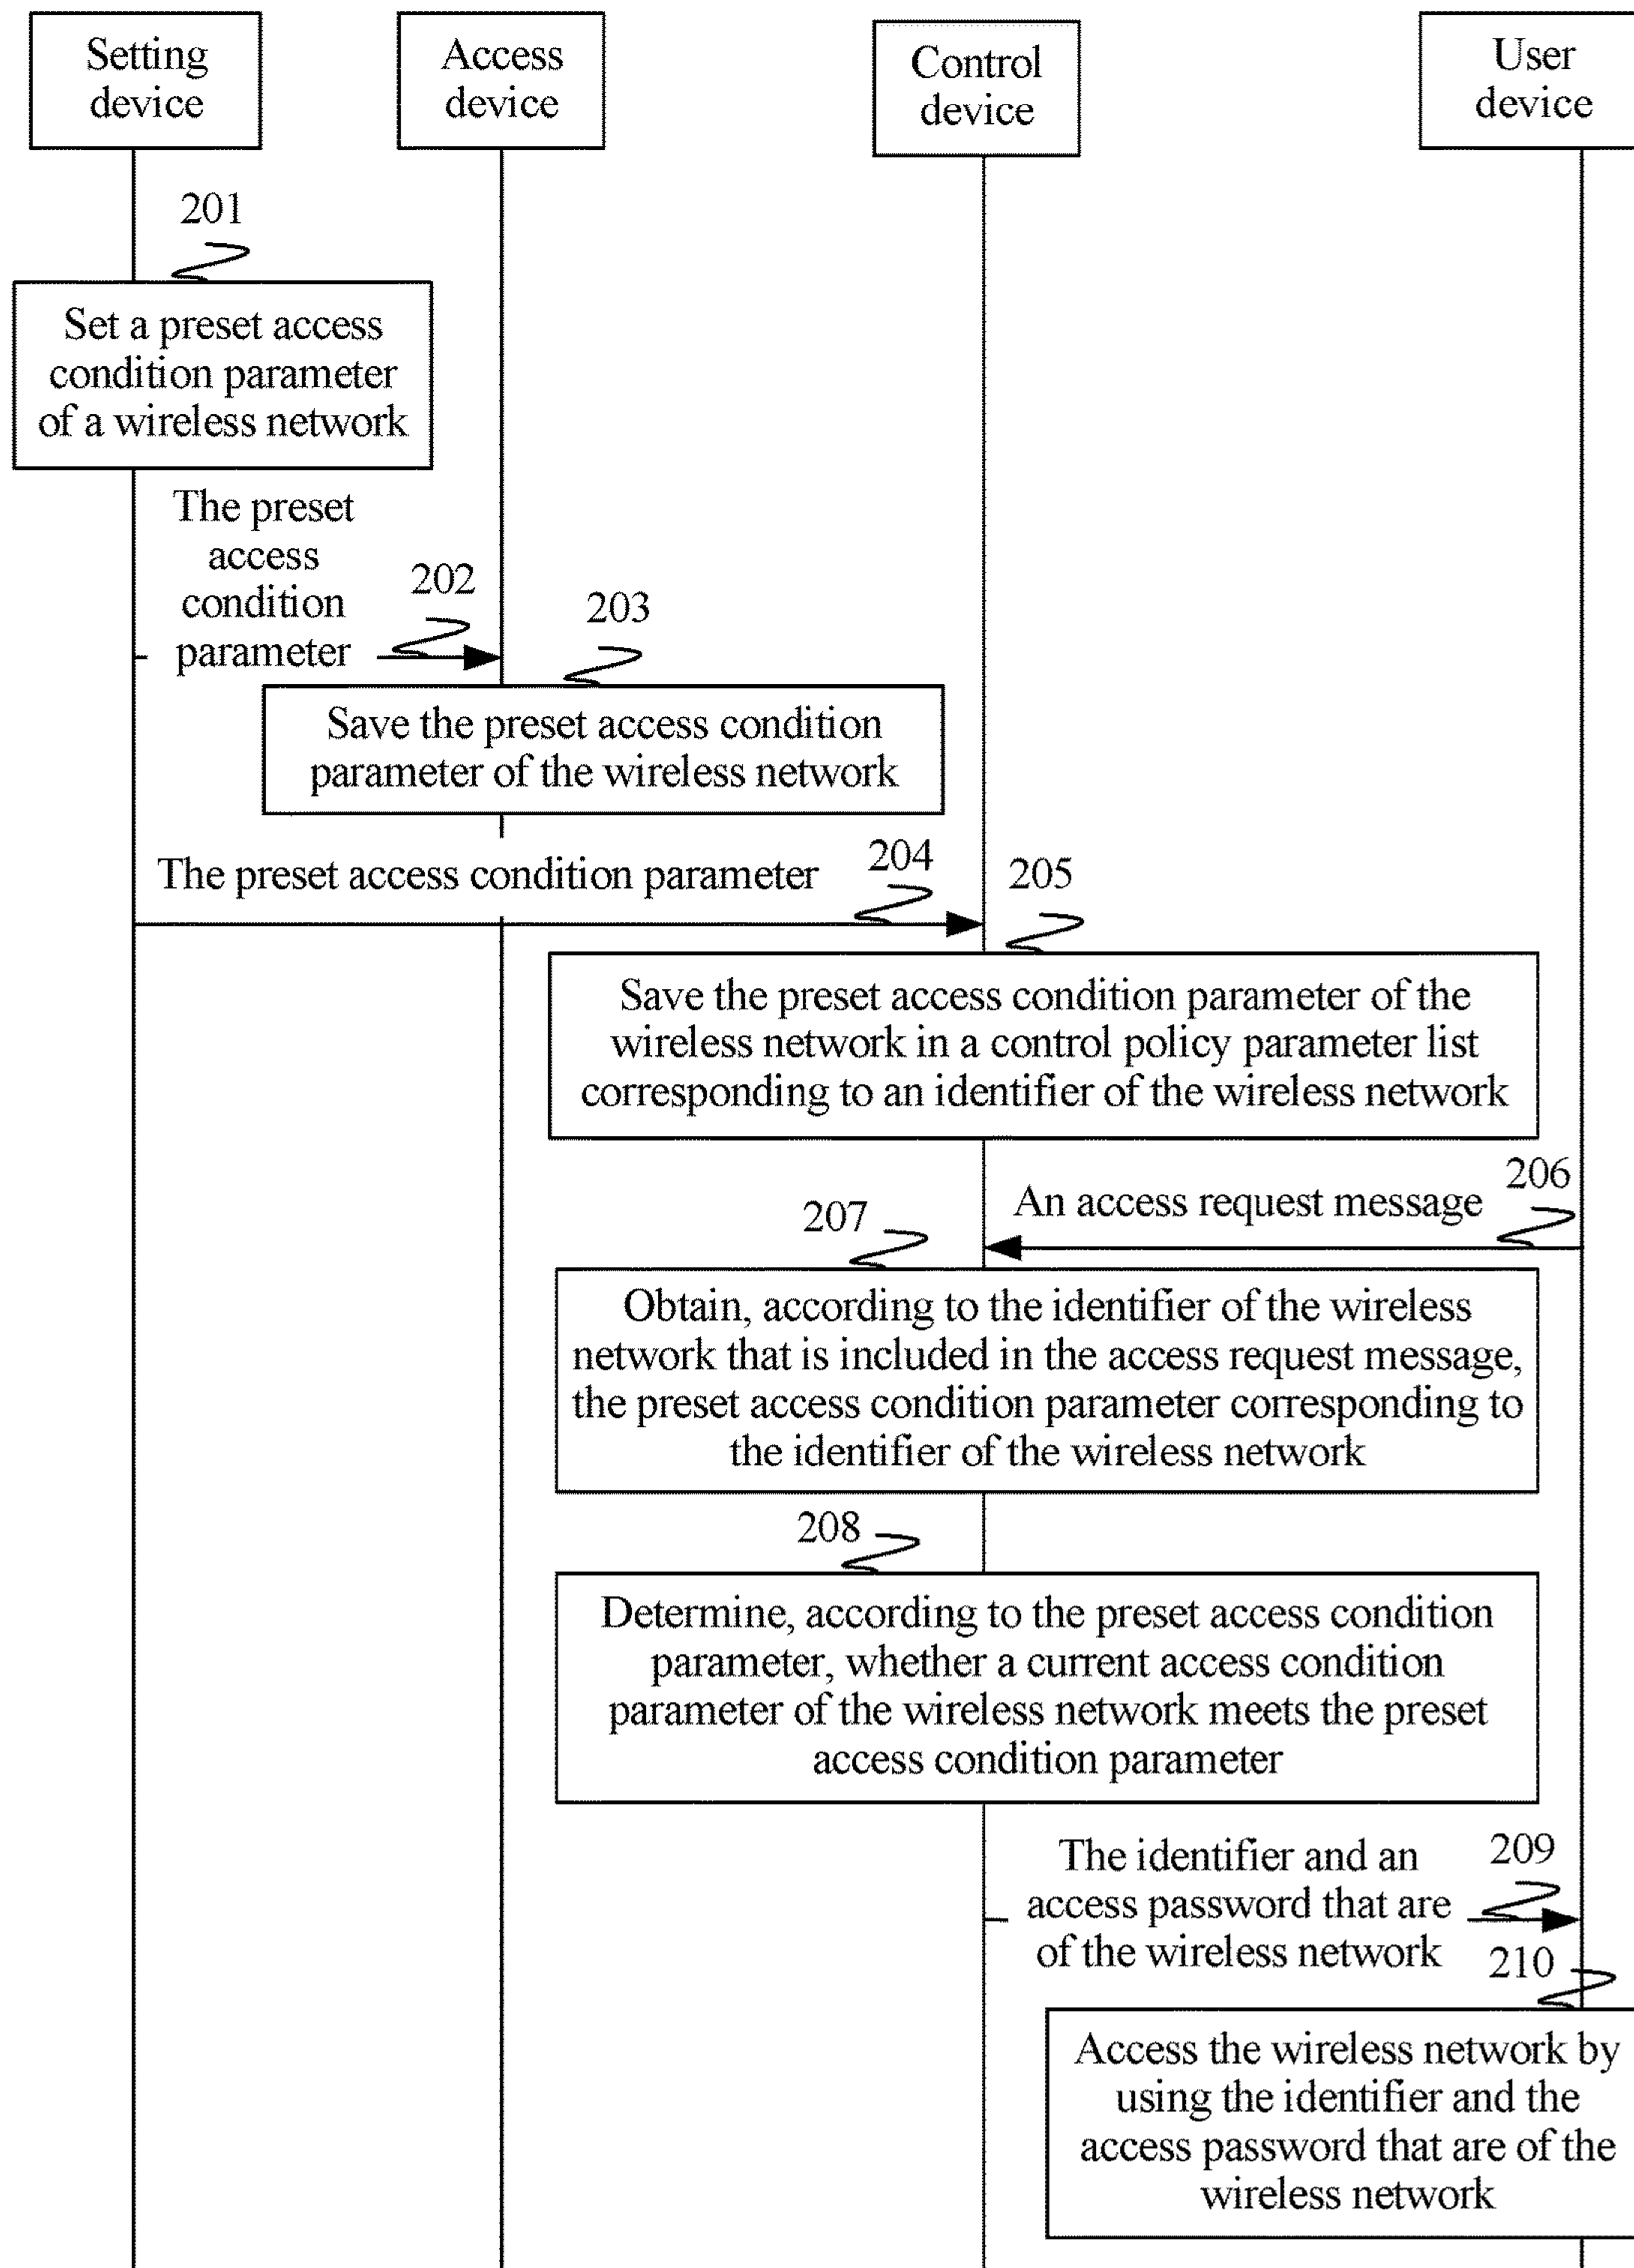 Setting
device
Access
device
Control
device
User
device
201
Set a preset access
condition parameter
of a wireless network
The preset
access
condition
parameter
202
203
Save the preset access condition
parameter of the wireless network
The preset access condition parameter
204
205
Save the preset access condition parameter of the
wireless network in a control policy parameter list
corresponding to an identifier of the wireless network
206
An access request message
207
Obtain, according to the identifier of the wireless
network that is included in the access request message,
the preset access condition parameter corresponding to
the identifier of the wireless network
208
Determine, according to the preset access condition
parameter, whether a current access condition
parameter of the wireless network meets the preset
access condition parameter
The identifier and an
access password that are
of the wireless network
209
210
Access the wireless network by
using the identifier and the
access password that are of the
wireless network